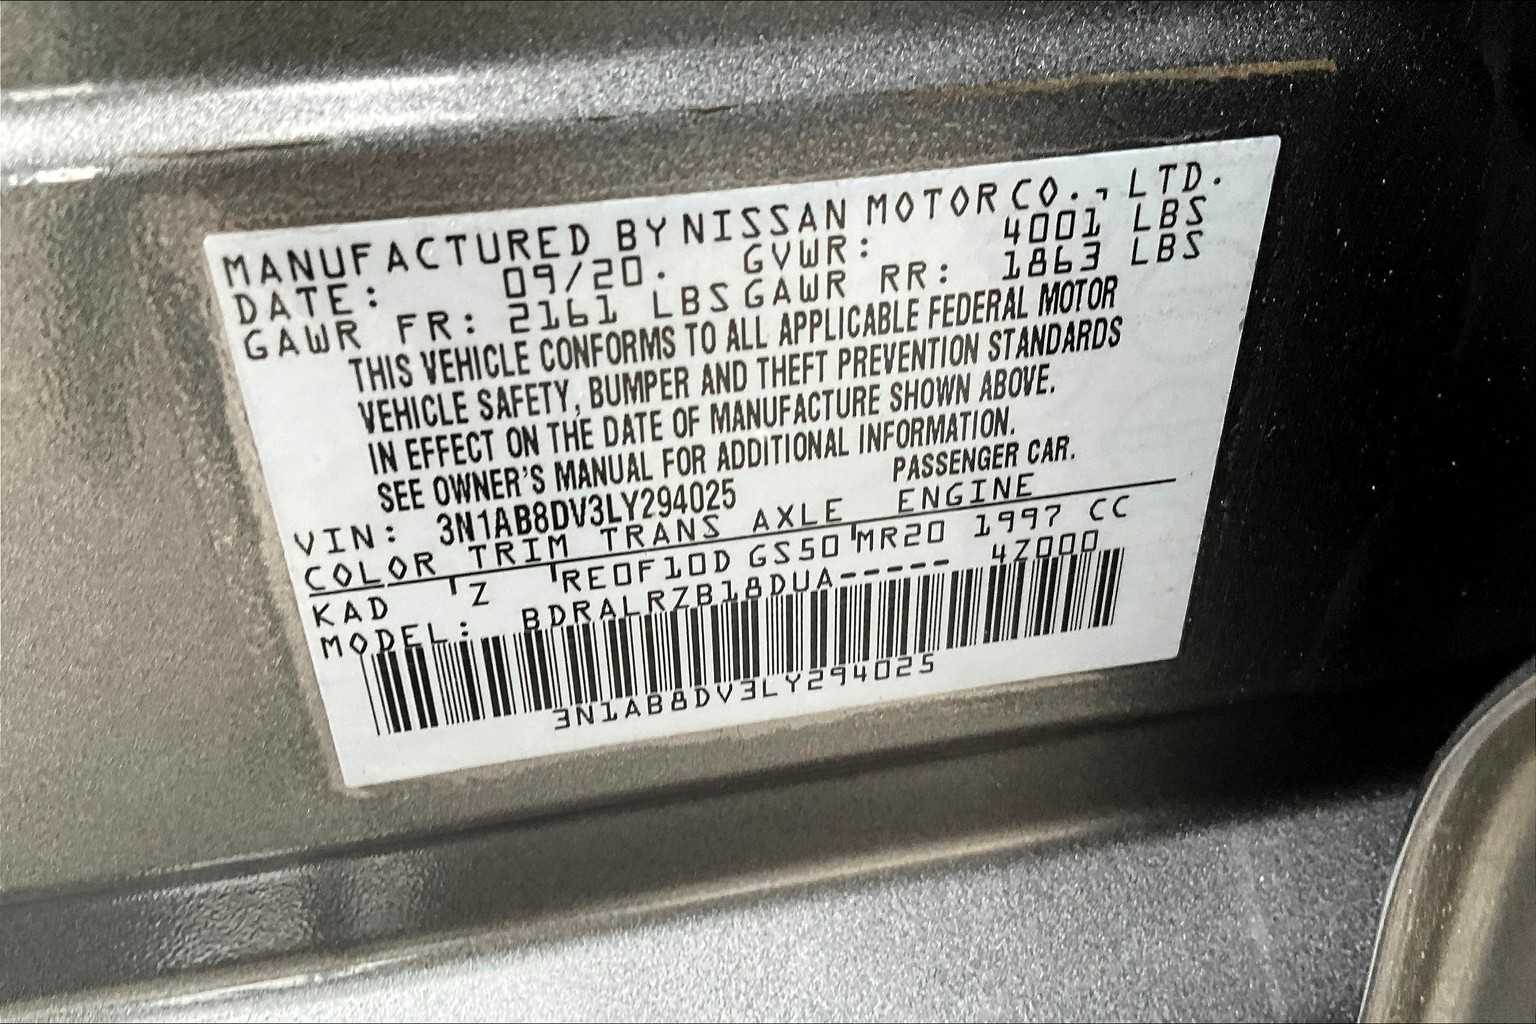 MANUFACTURED BY NISSAN MOTOR CO., LTD.
DATE: 09/20. GVWR: 4001 LBS
GAWR FR: 2161 LBS GAWR RR: 1863 LBS
THIS VEHICLE CONFORMS TO ALL APPLICABLE FEDERAL MOTOR
VEHICLE SAFETY, BUMPER AND THEFT PREVENTION STANDARDS
IN EFFECT ON THE DATE OF MANUFACTURE SHOWN ABOVE.
SEE OWNER'S MANUAL FOR ADDITIONAL INFORMATION.
VIN: 3N1AB8DV3LY294025 PASSENGER CAR.
COLOR TRIM TRANS AXLE ENGINE
KAD Z RE0F10D GS50 MR20 1997 CC
MODEL: BDRALRZB18DUA----- 4Z000
3N1AB8DV3LY294025